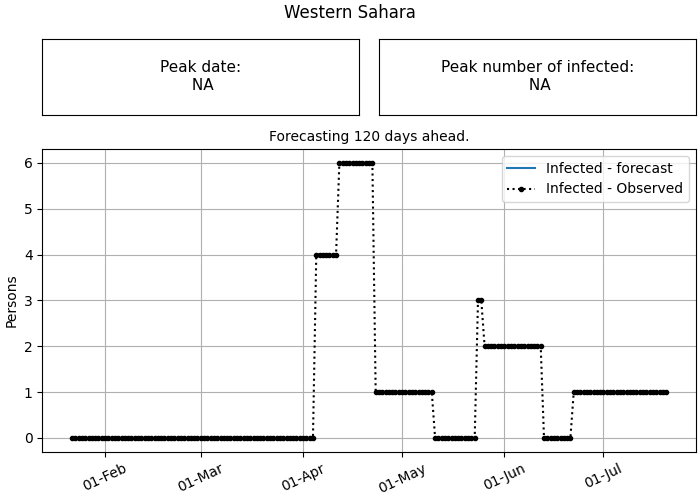 Western Sahara
Peak date:
NA
Peak number of infected:
NA
Forecasting 120 days ahead.
Infected - forecast
Infected - Observed
Persons
6
5
4
3
2
1
0
01-Feb
01-Mar
01-Apr
01-May
01-Jun
01-Jul